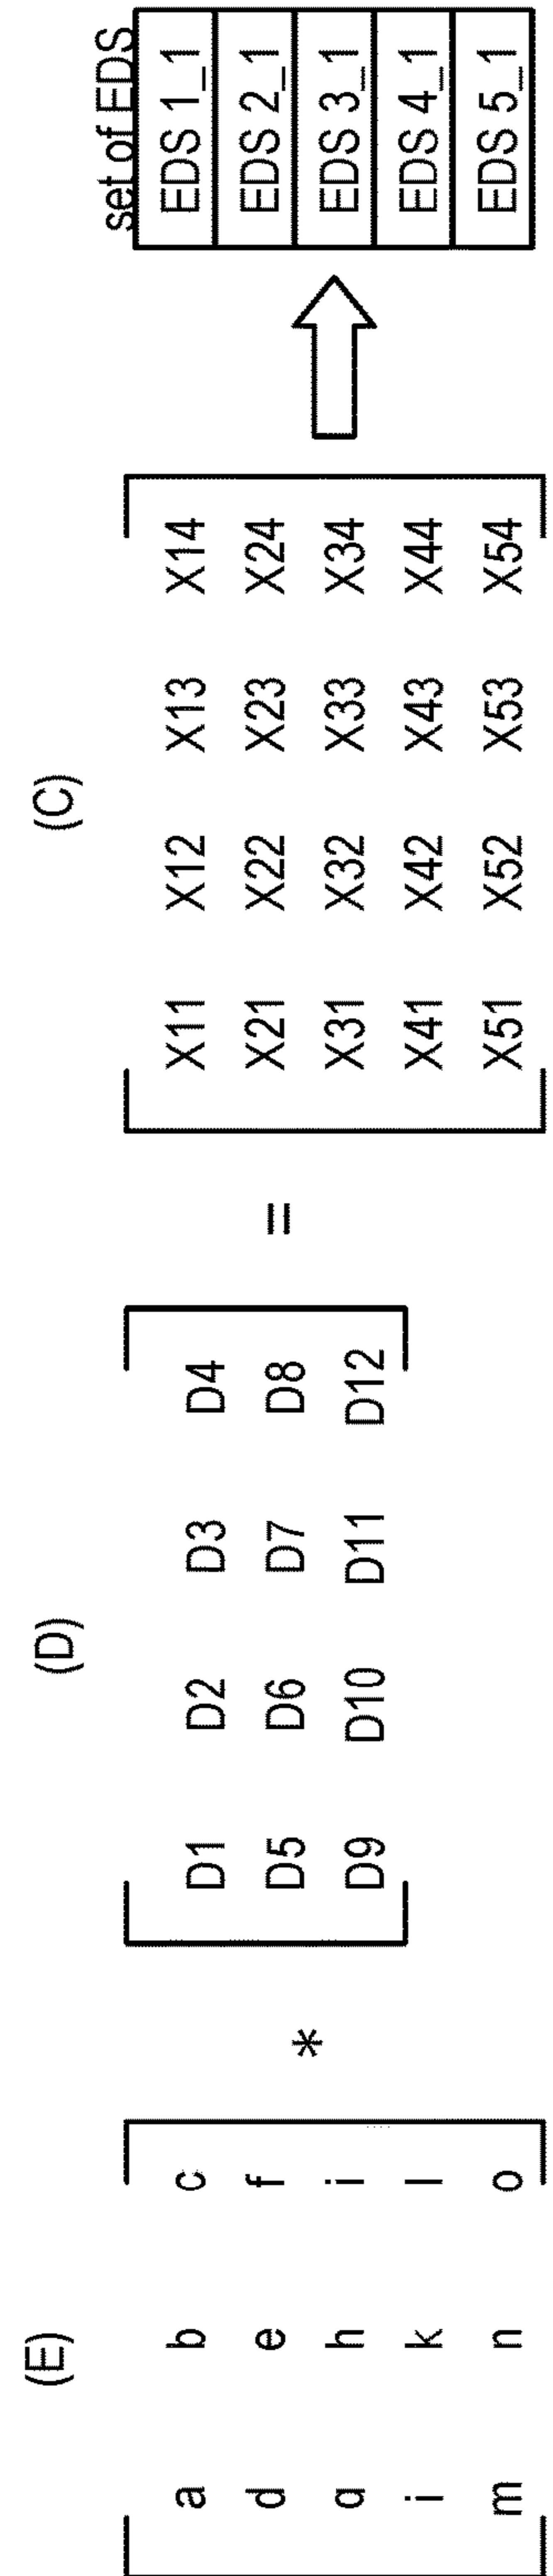 (E) (D) (C) set of EDS
a b c
d e f
g h i
j k l
m n o
*
D1 D2 D3 D4
D5 D6 D7 D8
D9 D10 D11 D12
=
X11 X12 X13 X14
X21 X22 X23 X24
X31 X32 X33 X34
X41 X42 X43 X44
X51 X52 X53 X54
EDS 1_1
EDS 2_1
EDS 3_1
EDS 4_1
EDS 5_1